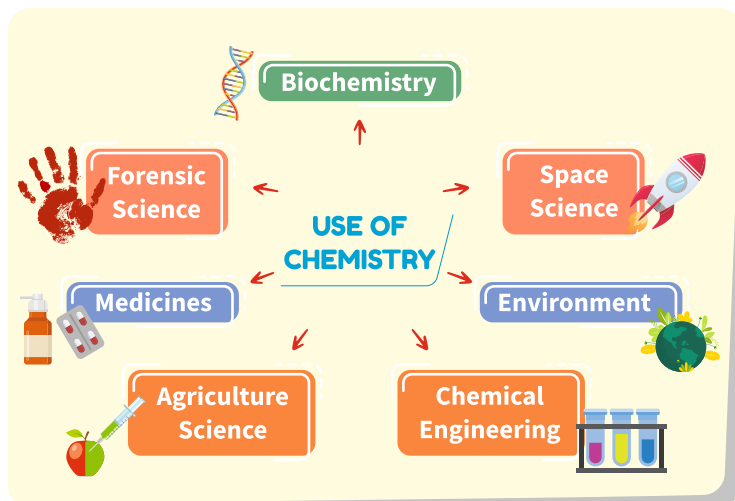 Biochemistry
Forensic
Science
Space
Science
USE OF
CHEMISTRY
Medicines
Environment
Agriculture
Science
Chemical
Engineering